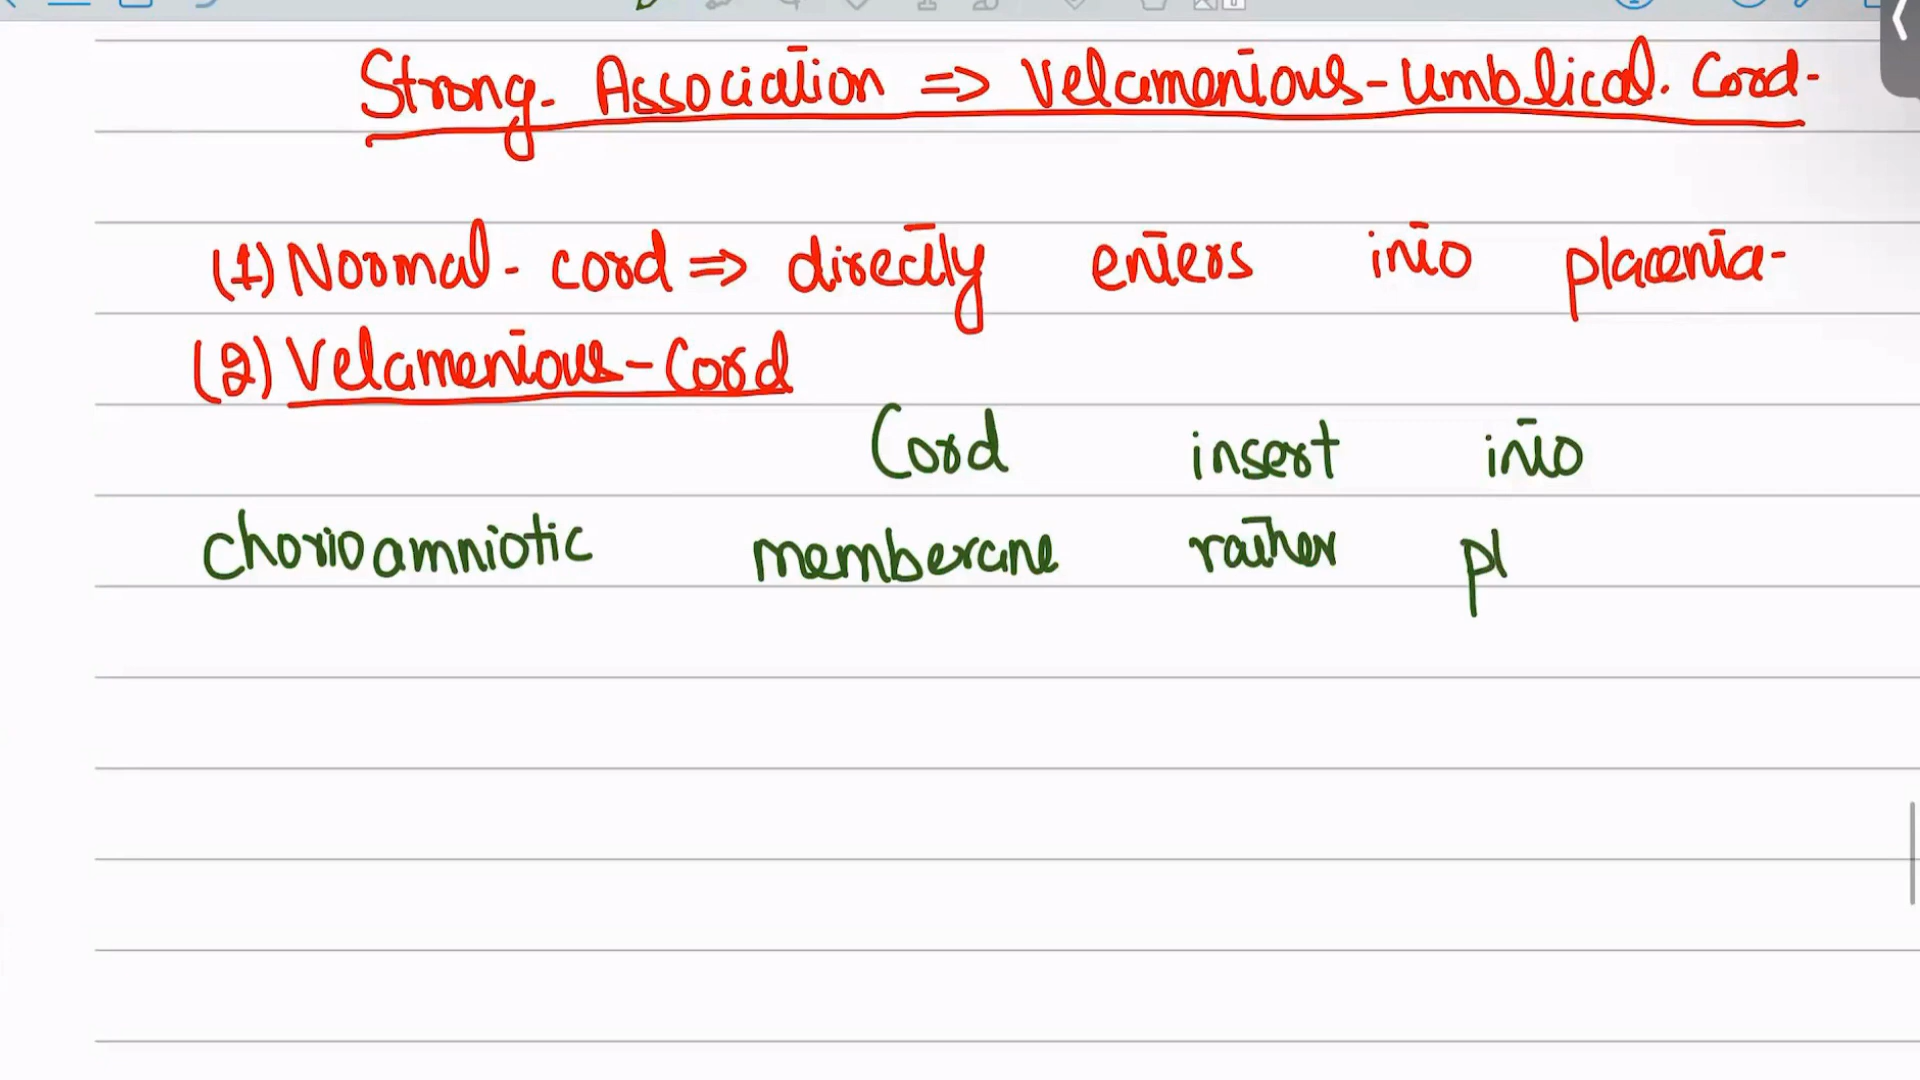 Strong- Association => Velamentous-Umblical. Cord-
(1) Normal- cord => directly enters into placenta-
(2) Velamentous-Cord
Cord insert into
chorioamniotic memberane rather pl